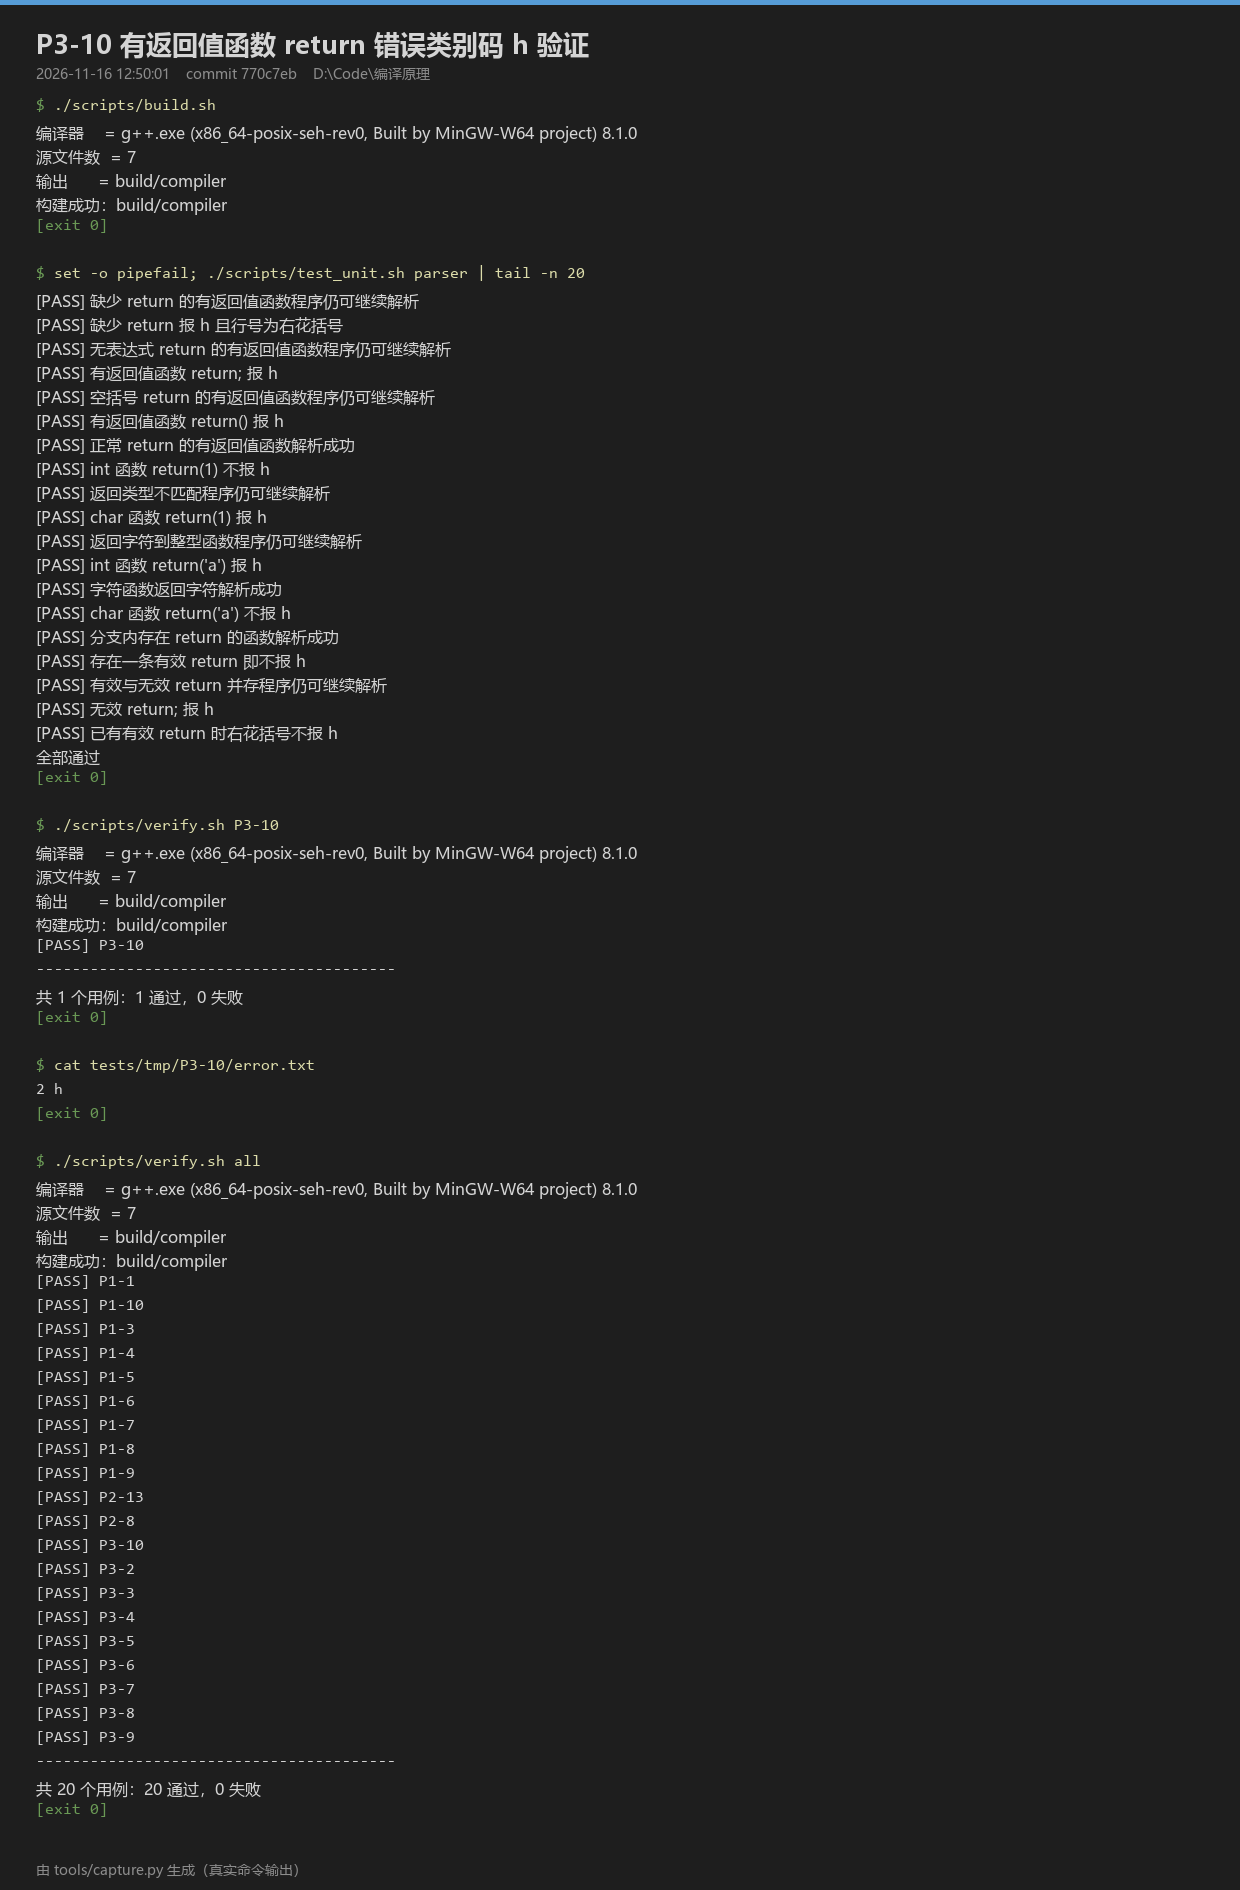 P3-10 有返回值函数 return 错误类别码 h 验证
2026-11-16 12:50:01 commit 770c7eb D:\Code\编译原理
$ ./scripts/build.sh
编译器 = g++.exe (x86_64-posix-seh-rev0, Built by MinGW-W64 project) 8.1.0
源文件数 = 7
输出 = build/compiler
构建成功：build/compiler
[exit 0]
$ set -o pipefail; ./scripts/test_unit.sh parser | tail -n 20
[PASS] 缺少 return 的有返回值函数程序仍可继续解析
[PASS] 缺少 return 报 h 且行号为右花括号
[PASS] 无表达式 return 的有返回值函数程序仍可继续解析
[PASS] 有返回值函数 return; 报 h
[PASS] 空括号 return 的有返回值函数程序仍可继续解析
[PASS] 有返回值函数 return() 报 h
[PASS] 正常 return 的有返回值函数解析成功
[PASS] int 函数 return(1) 不报 h
[PASS] 返回类型不匹配程序仍可继续解析
[PASS] char 函数 return(1) 报 h
[PASS] 返回字符到整型函数程序仍可继续解析
[PASS] int 函数 return('a') 报 h
[PASS] 字符函数返回字符解析成功
[PASS] char 函数 return('a') 不报 h
[PASS] 分支内存在 return 的函数解析成功
[PASS] 存在一条有效 return 即不报 h
[PASS] 有效与无效 return 并存程序仍可继续解析
[PASS] 无效 return; 报 h
[PASS] 已有有效 return 时右花括号不报 h
全部通过
[exit 0]
$ ./scripts/verify.sh P3-10
编译器 = g++.exe (x86_64-posix-seh-rev0, Built by MinGW-W64 project) 8.1.0
源文件数 = 7
输出 = build/compiler
构建成功：build/compiler
[PASS] P3-10
----------------------------------------
共 1 个用例：1 通过，0 失败
[exit 0]
$ cat tests/tmp/P3-10/error.txt
2 h
[exit 0]
$ ./scripts/verify.sh all
编译器 = g++.exe (x86_64-posix-seh-rev0, Built by MinGW-W64 project) 8.1.0
源文件数 = 7
输出 = build/compiler
构建成功：build/compiler
[PASS] P1-1
[PASS] P1-10
[PASS] P1-3
[PASS] P1-4
[PASS] P1-5
[PASS] P1-6
[PASS] P1-7
[PASS] P1-8
[PASS] P1-9
[PASS] P2-13
[PASS] P2-8
[PASS] P3-10
[PASS] P3-2
[PASS] P3-3
[PASS] P3-4
[PASS] P3-5
[PASS] P3-6
[PASS] P3-7
[PASS] P3-8
[PASS] P3-9
----------------------------------------
共 20 个用例：20 通过，0 失败
[exit 0]
由 tools/capture.py 生成（真实命令输出）